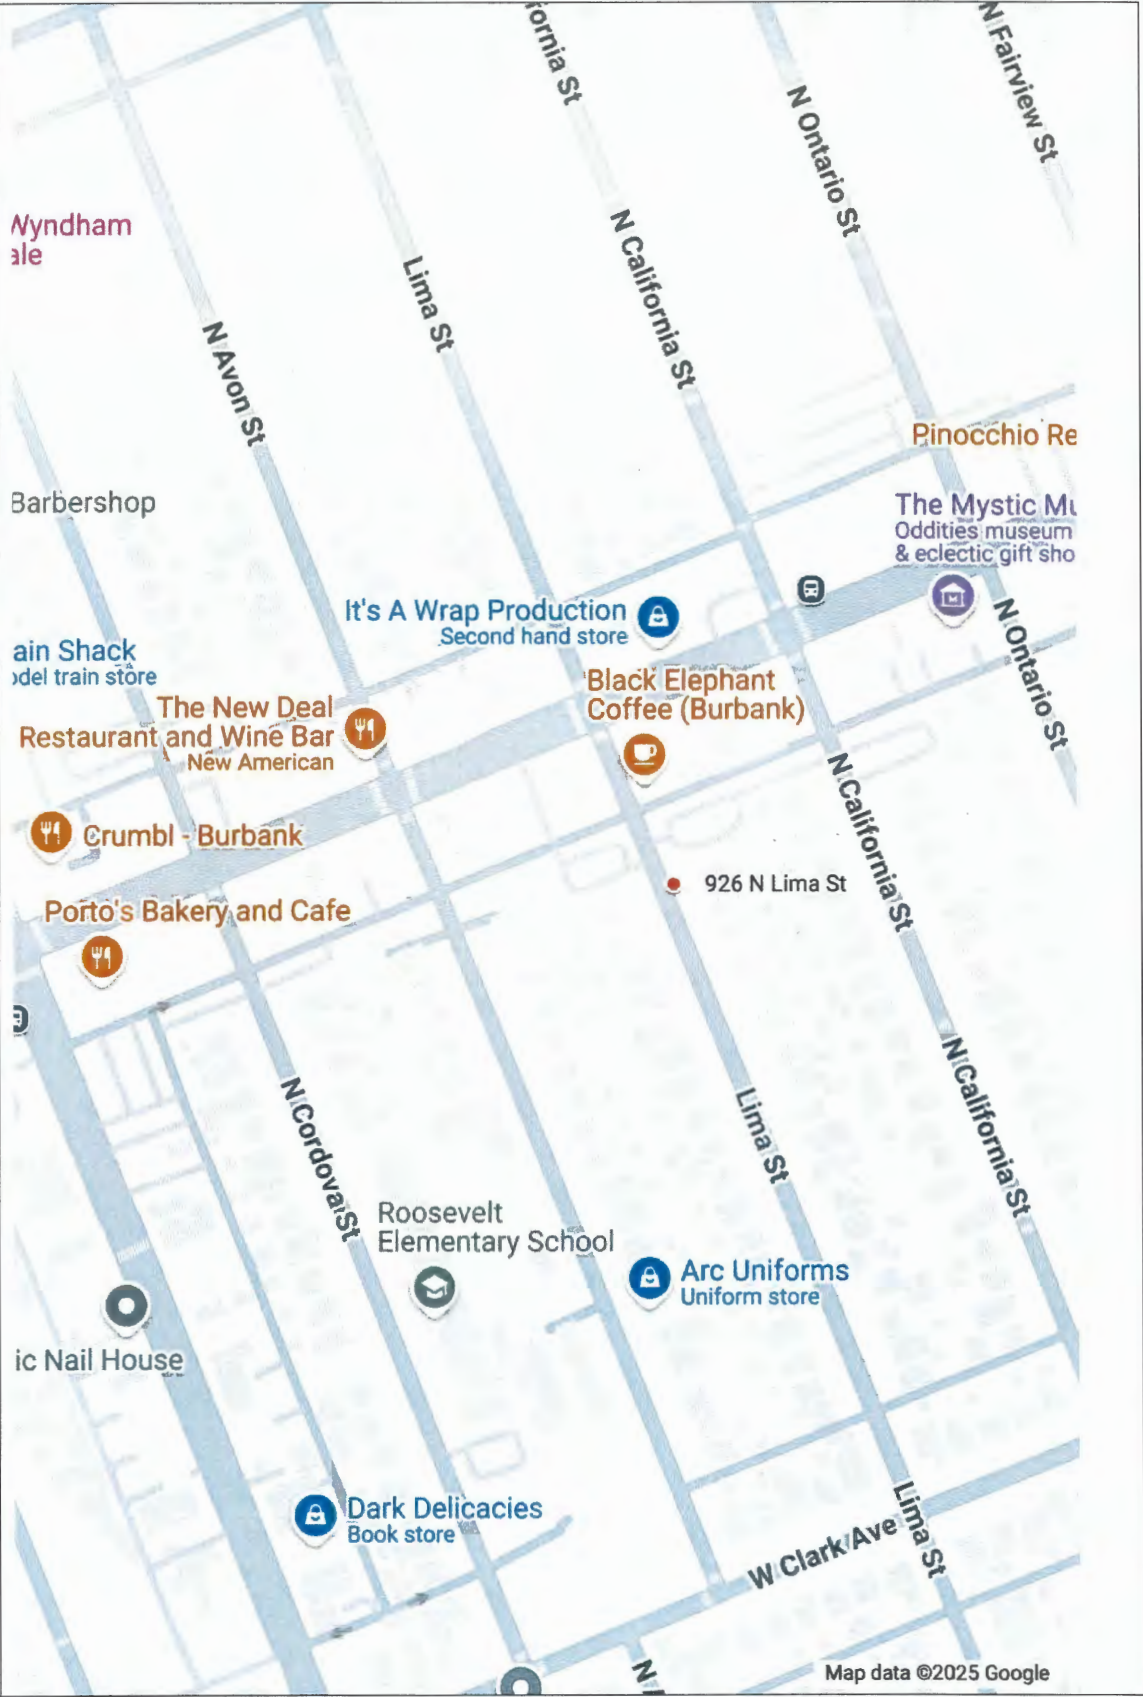 N Fairview St
N Ontario St
ornia St
Wyndham
ale
N California St
Lima St
N Avon St
Pinocchio Re
Barbershop
The Mystic Mu
Oddities museum
& eclectic gift sho
It's A Wrap Production
Second hand store
N Ontario St
ain Shack
odel train store
Black Elephant
Coffee (Burbank)
The New Deal
Restaurant and Wine Bar
New American
N California St
Crumbl - Burbank
926 N Lima St
Porto's Bakery and Cafe
N California St
N Cordova St
Lima St
Roosevelt
Elementary School
Arc Uniforms
Uniform store
ic Nail House
Dark Delicacies
Book store
Lima St
W Clark Ave
N
Map data ©2025 Google